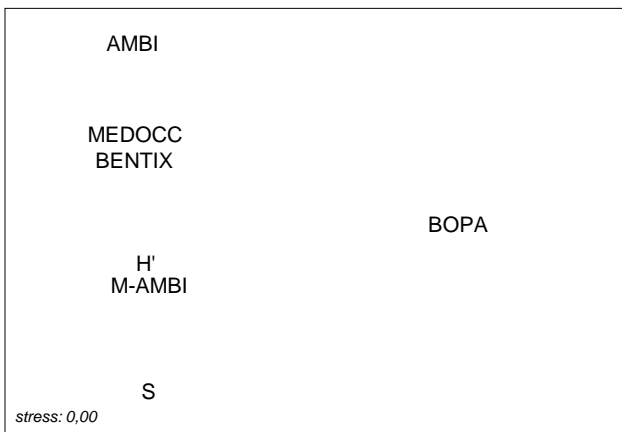 AMBI
MEDOCC
BENTIX
BOPA
H'
M-AMBI
S
stress: 0,00